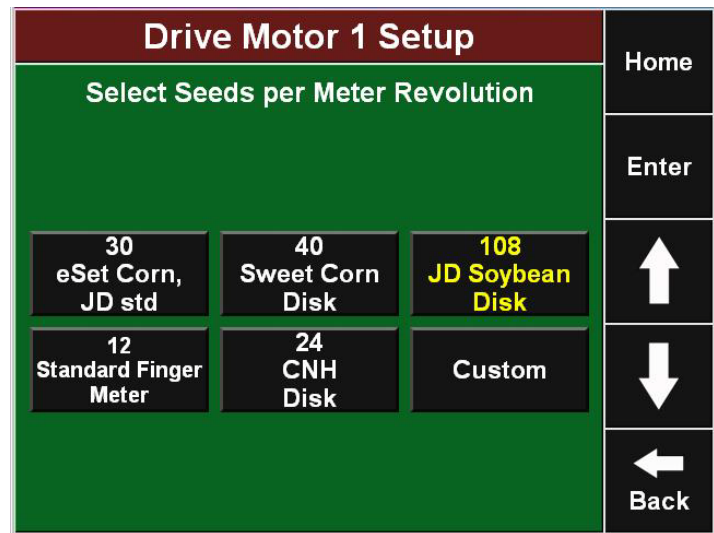 Drive Motor 1 Setup
Home
Select Seeds per Meter Revolution
Enter
30
eSet Corn,
JD std
40
Sweet Corn
Disk
108
JD Soybean
Disk
12
Standard Finger
Meter
24
CNH
Disk
Custom
Back